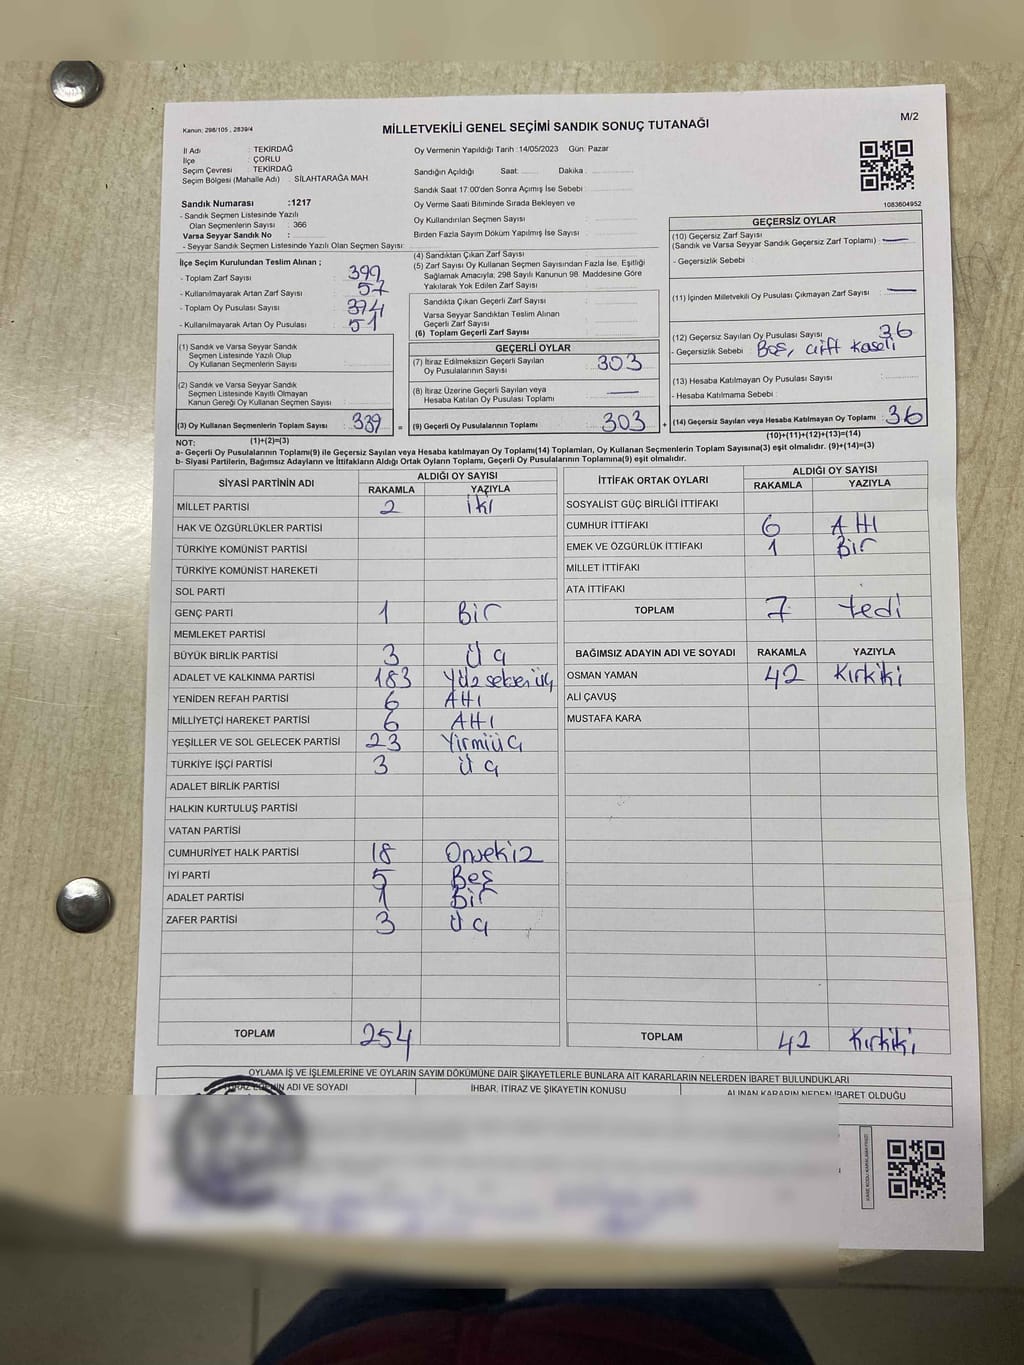 Kanun: 298/105 , 2839/4
MİLLETVEKİLİ GENEL SEÇİMİ SANDIK SONUÇ TUTANAĞI
M/2
İl Adı : TEKİRDAĞ
İlçe : ÇORLU
Seçim Çevresi : TEKİRDAĞ
Seçim Bölgesi (Mahalle Adı) : SİLAHTARAĞA MAH.
Sandık Numarası :1217
- Sandık Seçmen Listesinde Yazılı
Olan Seçmenlerin Sayısı : 366
Varsa Seyyar Sandık No :
- Seyyar Sandık Seçmen Listesinde Yazılı Olan Seçmen Sayısı:
Oy Vermenin Yapıldığı Tarih :14/05/2023 Gün: Pazar
Sandığın Açıldığı Saat: Dakika :
Sandık Saat 17:00'den Sonra Açımış İse Sebebi :
Oy Verme Saati Bitiminde Sırada Bekleyen ve
Oy Kullandırılan Seçmen Sayısı :
Birden Fazla Sayım Döküm Yapılmış İse Sayısı :
1083604952
İlçe Seçim Kurulundan Teslim Alınan ;
- Toplam Zarf Sayısı : 399
- Kullanılmayarak Artan Zarf Sayısı : 57
- Toplam Oy Pusulası Sayısı : 374
- Kullanılmayarak Artan Oy Pusulası : 51
(1) Sandık ve Varsa Seyyar Sandık
Seçmen Listesinde Yazılı Olup
Oy Kullanan Seçmen Sayısı :
(2) Sandık ve Varsa Seyyar Sandık
Seçmen Listesinde Kayıtlı Olmayan
Kanun Gereği Oy Kullanan Seçmen Sayısı :
(3) Oy Kullanan Seçmenlerin Toplam Sayısı : 339 =
(1)+(2)=(3)
(4) Sandıktan Çıkan Zarf Sayısı :
(5) Zarf Sayısı Oy Kullanan Seçmen Sayısından Fazla İse, Eşitliği
Sağlamak Amacıyla; 298 Sayılı Kanunun 98. Maddesine Göre
Yakılarak Yok Edilen Zarf Sayısı :
Sandıkta Çıkan Geçerli Zarf Sayısı :
Varsa Seyyar Sandıktan Teslim Alınan
Geçerli Zarf Sayısı :
(6) Toplam Geçerli Zarf Sayısı :
GEÇERLİ OYLAR
(7) İtiraz Edilmeksizin Geçerli Sayılan
Oy Pusulalarının Sayısı : 303
(8) İtiraz Üzerine Geçerli Sayılan veya
Hesaba Katılan Oy Pusulası Toplamı : —
(9) Geçerli Oy Pusulalarının Toplamı : 303 +
GEÇERSİZ OYLAR
(10) Geçersiz Zarf Sayısı
(Sandık ve Varsa Seyyar Sandık Geçersiz Zarf Toplamı) : —
- Geçersizlik Sebebi :
(11) İçinden Milletvekili Oy Pusulası Çıkmayan Zarf Sayısı : —
(12) Geçersiz Sayılan Oy Pusulası Sayısı : 36
- Geçersizlik Sebebi : Boş, çift kaşeli
(13) Hesaba Katılmayan Oy Pusulası Sayısı :
- Hesaba Katılmama Sebebi :
(14) Geçersiz Sayılan veya Hesaba Katılmayan Oy Toplamı : 36
(10)+(11)+(12)+(13)=(14)
NOT:
a- Geçerli Oy Pusulalarının Toplamı(9) ile Geçersiz Sayılan veya Hesaba katılmayan Oy Toplamı(14) Toplamları, Oy Kullanan Seçmenlerin Toplam Sayısına(3) eşit olmalıdır. (9)+(14)=(3)
b- Siyasi Partilerin, Bağımsız Adayların ve İttifakların Aldığı Ortak Oyların Toplamı, Geçerli Oy Pusulalarının Toplamına(9) eşit olmalıdır.
SİYASİ PARTİNİN ADI ALDIĞI OY SAYISI
RAKAMLA YAZIYLA
MİLLET PARTİSİ 2 iki
HAK VE ÖZGÜRLÜKLER PARTİSİ
TÜRKİYE KOMÜNİST PARTİSİ
TÜRKİYE KOMÜNİST HAREKETİ
SOL PARTİ
GENÇ PARTİ 1 Bir
MEMLEKET PARTİSİ
BÜYÜK BİRLİK PARTİSİ 3 Üç
ADALET VE KALKINMA PARTİSİ 183 Yüzseksenüç
YENİDEN REFAH PARTİSİ 6 Altı
MİLLİYETÇİ HAREKET PARTİSİ 6 Altı
YEŞİLLER VE SOL GELECEK PARTİSİ 23 Yirmiüç
TÜRKİYE İŞÇİ PARTİSİ 3 Üç
ADALET BİRLİK PARTİSİ
HALKIN KURTULUŞ PARTİSİ
VATAN PARTİSİ
CUMHURİYET HALK PARTİSİ 18 Onsekiz
İYİ PARTİ 5 Beş
ADALET PARTİSİ 1 Bir
ZAFER PARTİSİ 3 Üç
TOPLAM 254
İTTİFAK ORTAK OYLARI ALDIĞI OY SAYISI
RAKAMLA YAZIYLA
SOSYALİST GÜÇ BİRLİĞİ İTTİFAKI
CUMHUR İTTİFAKI 6 Altı
EMEK VE ÖZGÜRLÜK İTTİFAKI 1 Bir
MİLLET İTTİFAKI
ATA İTTİFAKI
TOPLAM 7 Yedi
BAĞIMSIZ ADAYIN ADI VE SOYADI RAKAMLA YAZIYLA
OSMAN YAMAN 42 Kırkiki
ALİ ÇAVUŞ
MUSTAFA KARA
TOPLAM 42 Kırkiki
OYLAMA İŞ VE İŞLEMLERİNE VE OYLARIN SAYIM DÖKÜMÜNE DAİR ŞİKAYETLERLE BUNLARA AİT KARARLARIN NELERDEN İBARET BULUNDUKLARI
İTİRAZ EDENİN ADI VE SOYADI
İHBAR, İTİRAZ VE ŞİKAYETİN KONUSU
ALINAN KARARIN NEDEN İBARET OLDUĞU